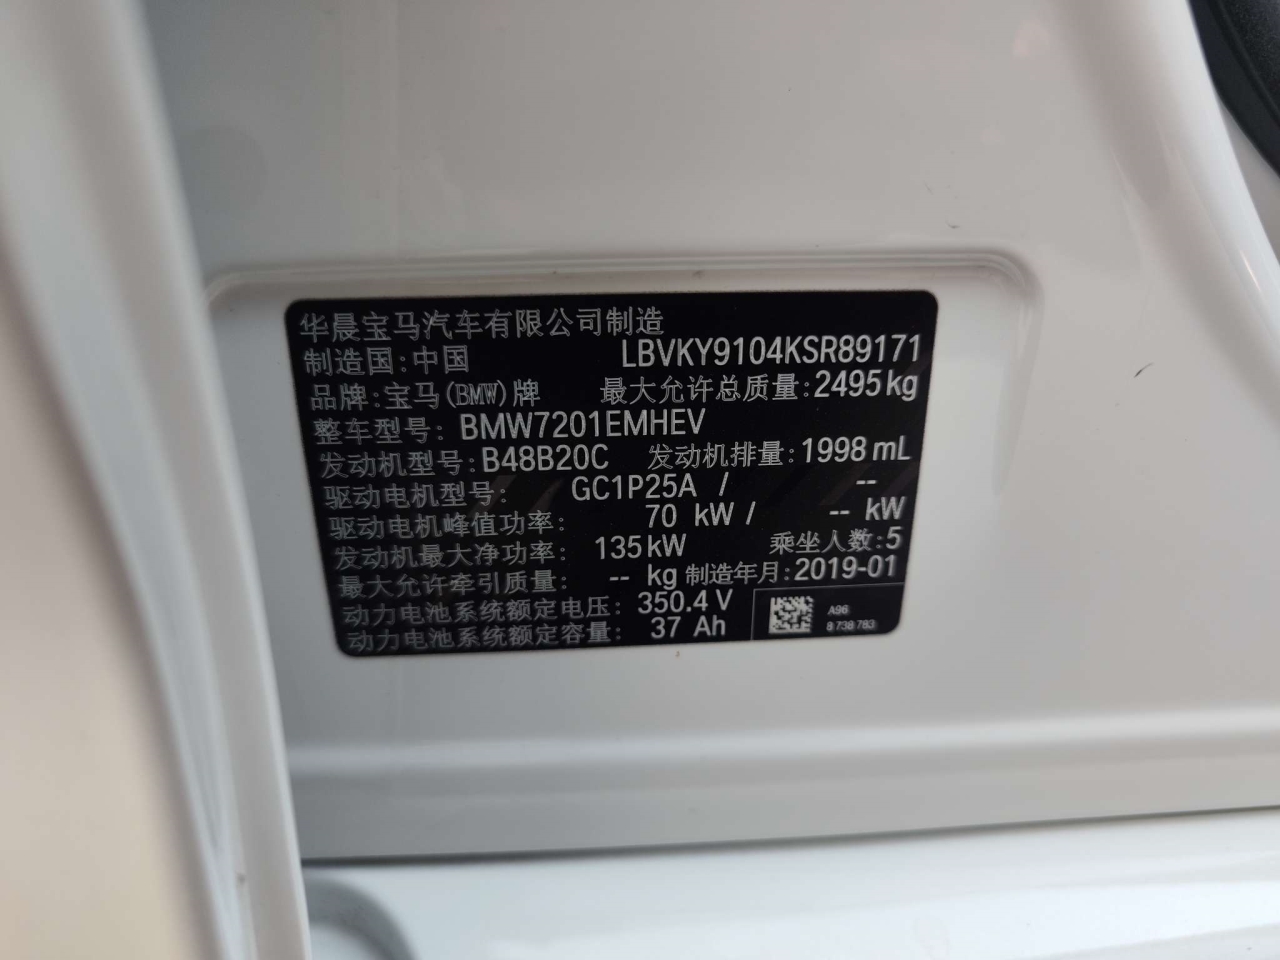 华晨宝马汽车有限公司制造
制造国:中国 LBVKY9104KSR89171
品牌:宝马(BMW)牌 最大允许总质量:2495kg
整车型号: BMW7201EMHEV
发动机型号:B48B20C 发动机排量:1998 mL
驱动电机型号: GC1P25A / --
驱动电机峰值功率: 70 kW / -- kW
发动机最大净功率: 135kW 乘坐人数:5
最大允许牵引质量: -- kg 制造年月:2019-01
动力电池系统额定电压: 350.4 V
动力电池系统额定容量: 37 Ah
A96
8 738 783